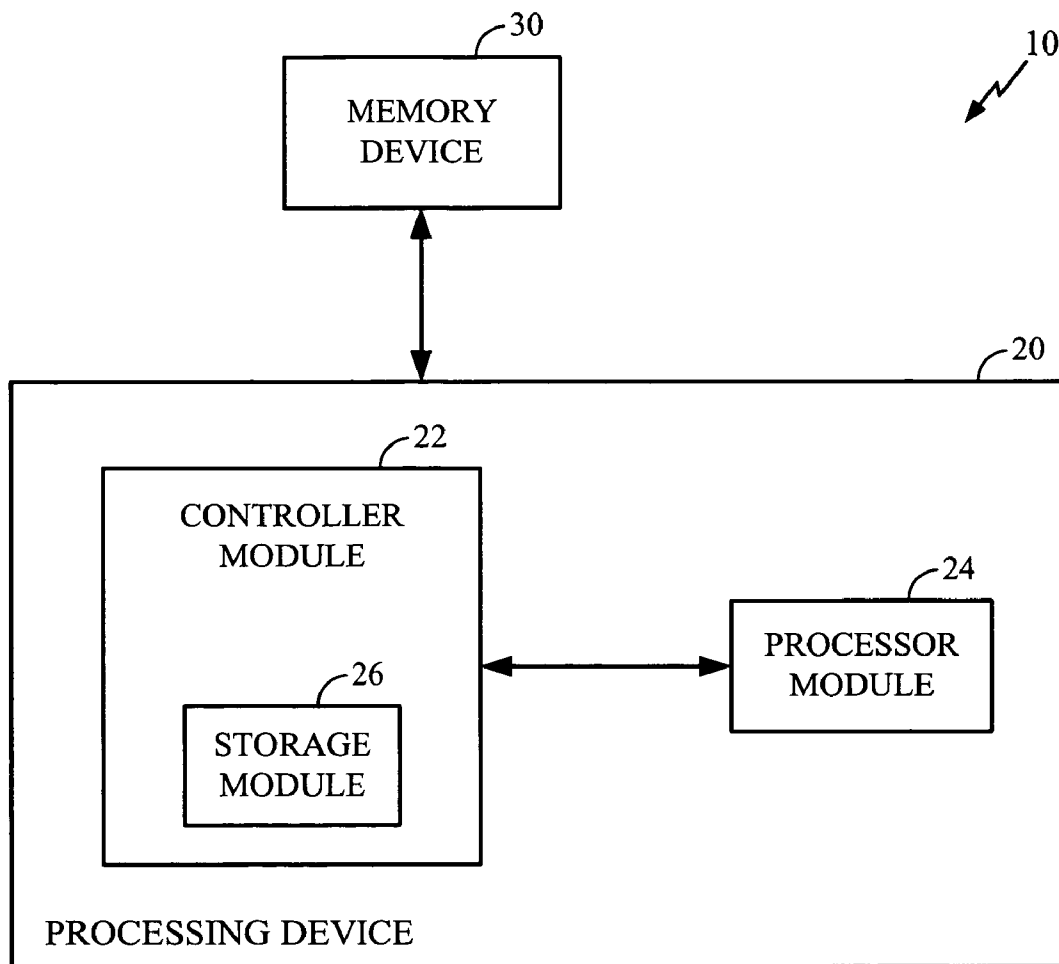 30
10
MEMORY
DEVICE
20
22
CONTROLLER
MODULE
24
PROCESSOR
MODULE
26
STORAGE
MODULE
PROCESSING DEVICE